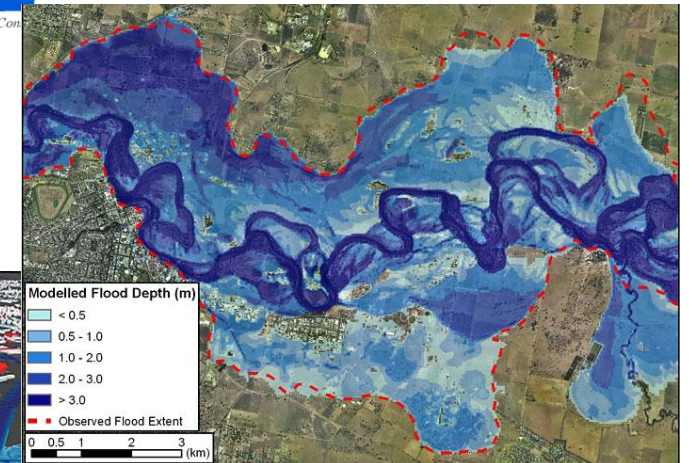 Con
Modelled Flood Depth (m)
< 0.5
0.5 - 1.0
1.0 - 2.0
2.0 - 3.0
> 3.0
Observed Flood Extent
0 0.5 1 2 3
(km)